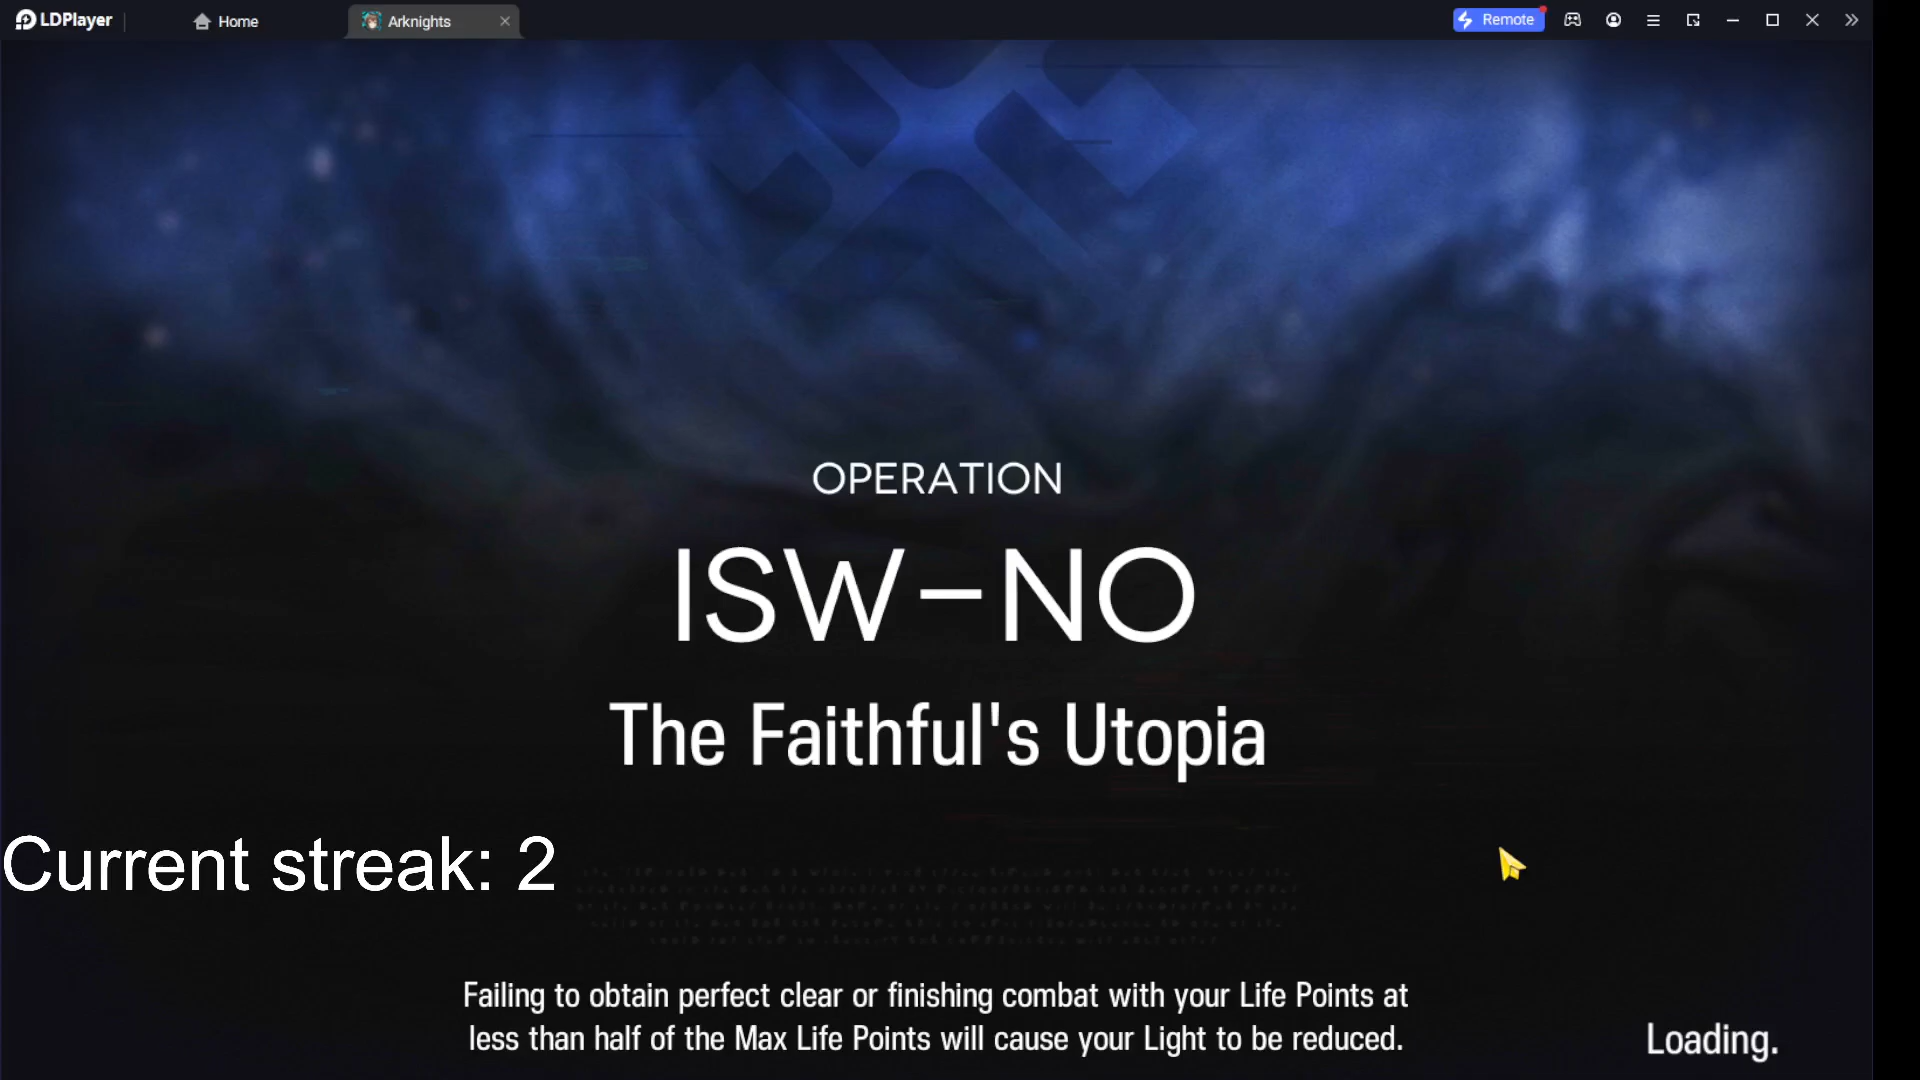 LDPlayer
Home
Arknights
Remote
OPERATION
ISW-NO
The Faithful's Utopia
Current streak: 2
Failing to obtain perfect clear or finishing combat with your Life Points at
less than half of the Max Life Points will cause your Light to be reduced.
Loading.